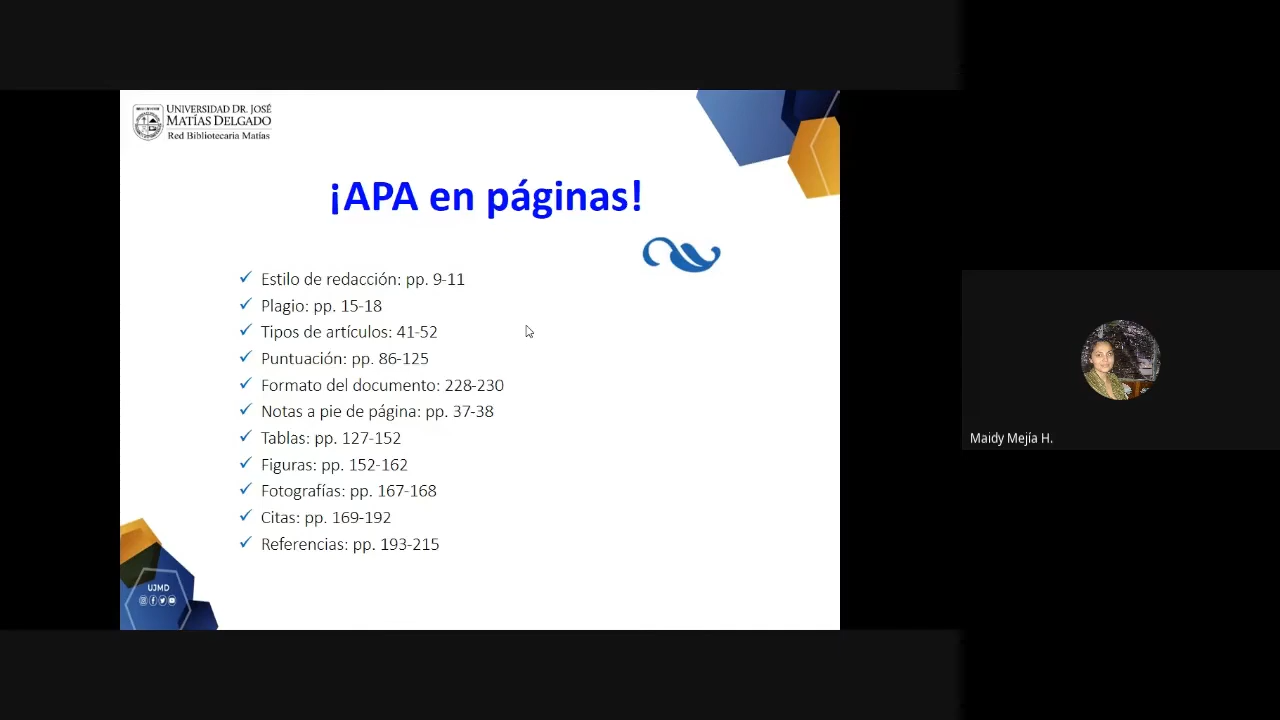 UNIVERSIDAD DR. JOSÉ
MATÍAS DELGADO
Red Bibliotecaria Matías
¡APA en páginas!
Estilo de redacción: pp. 9-11
Plagio: pp. 15-18
Tipos de artículos: 41-52
Puntuación: pp. 86-125
Formato del documento: 228-230
Notas a pie de página: pp. 37-38
Tablas: pp. 127-152
Figuras: pp. 152-162
Fotografías: pp. 167-168
Citas: pp. 169-192
Referencias: pp. 193-215
UJMD
Maidy Mejía H.